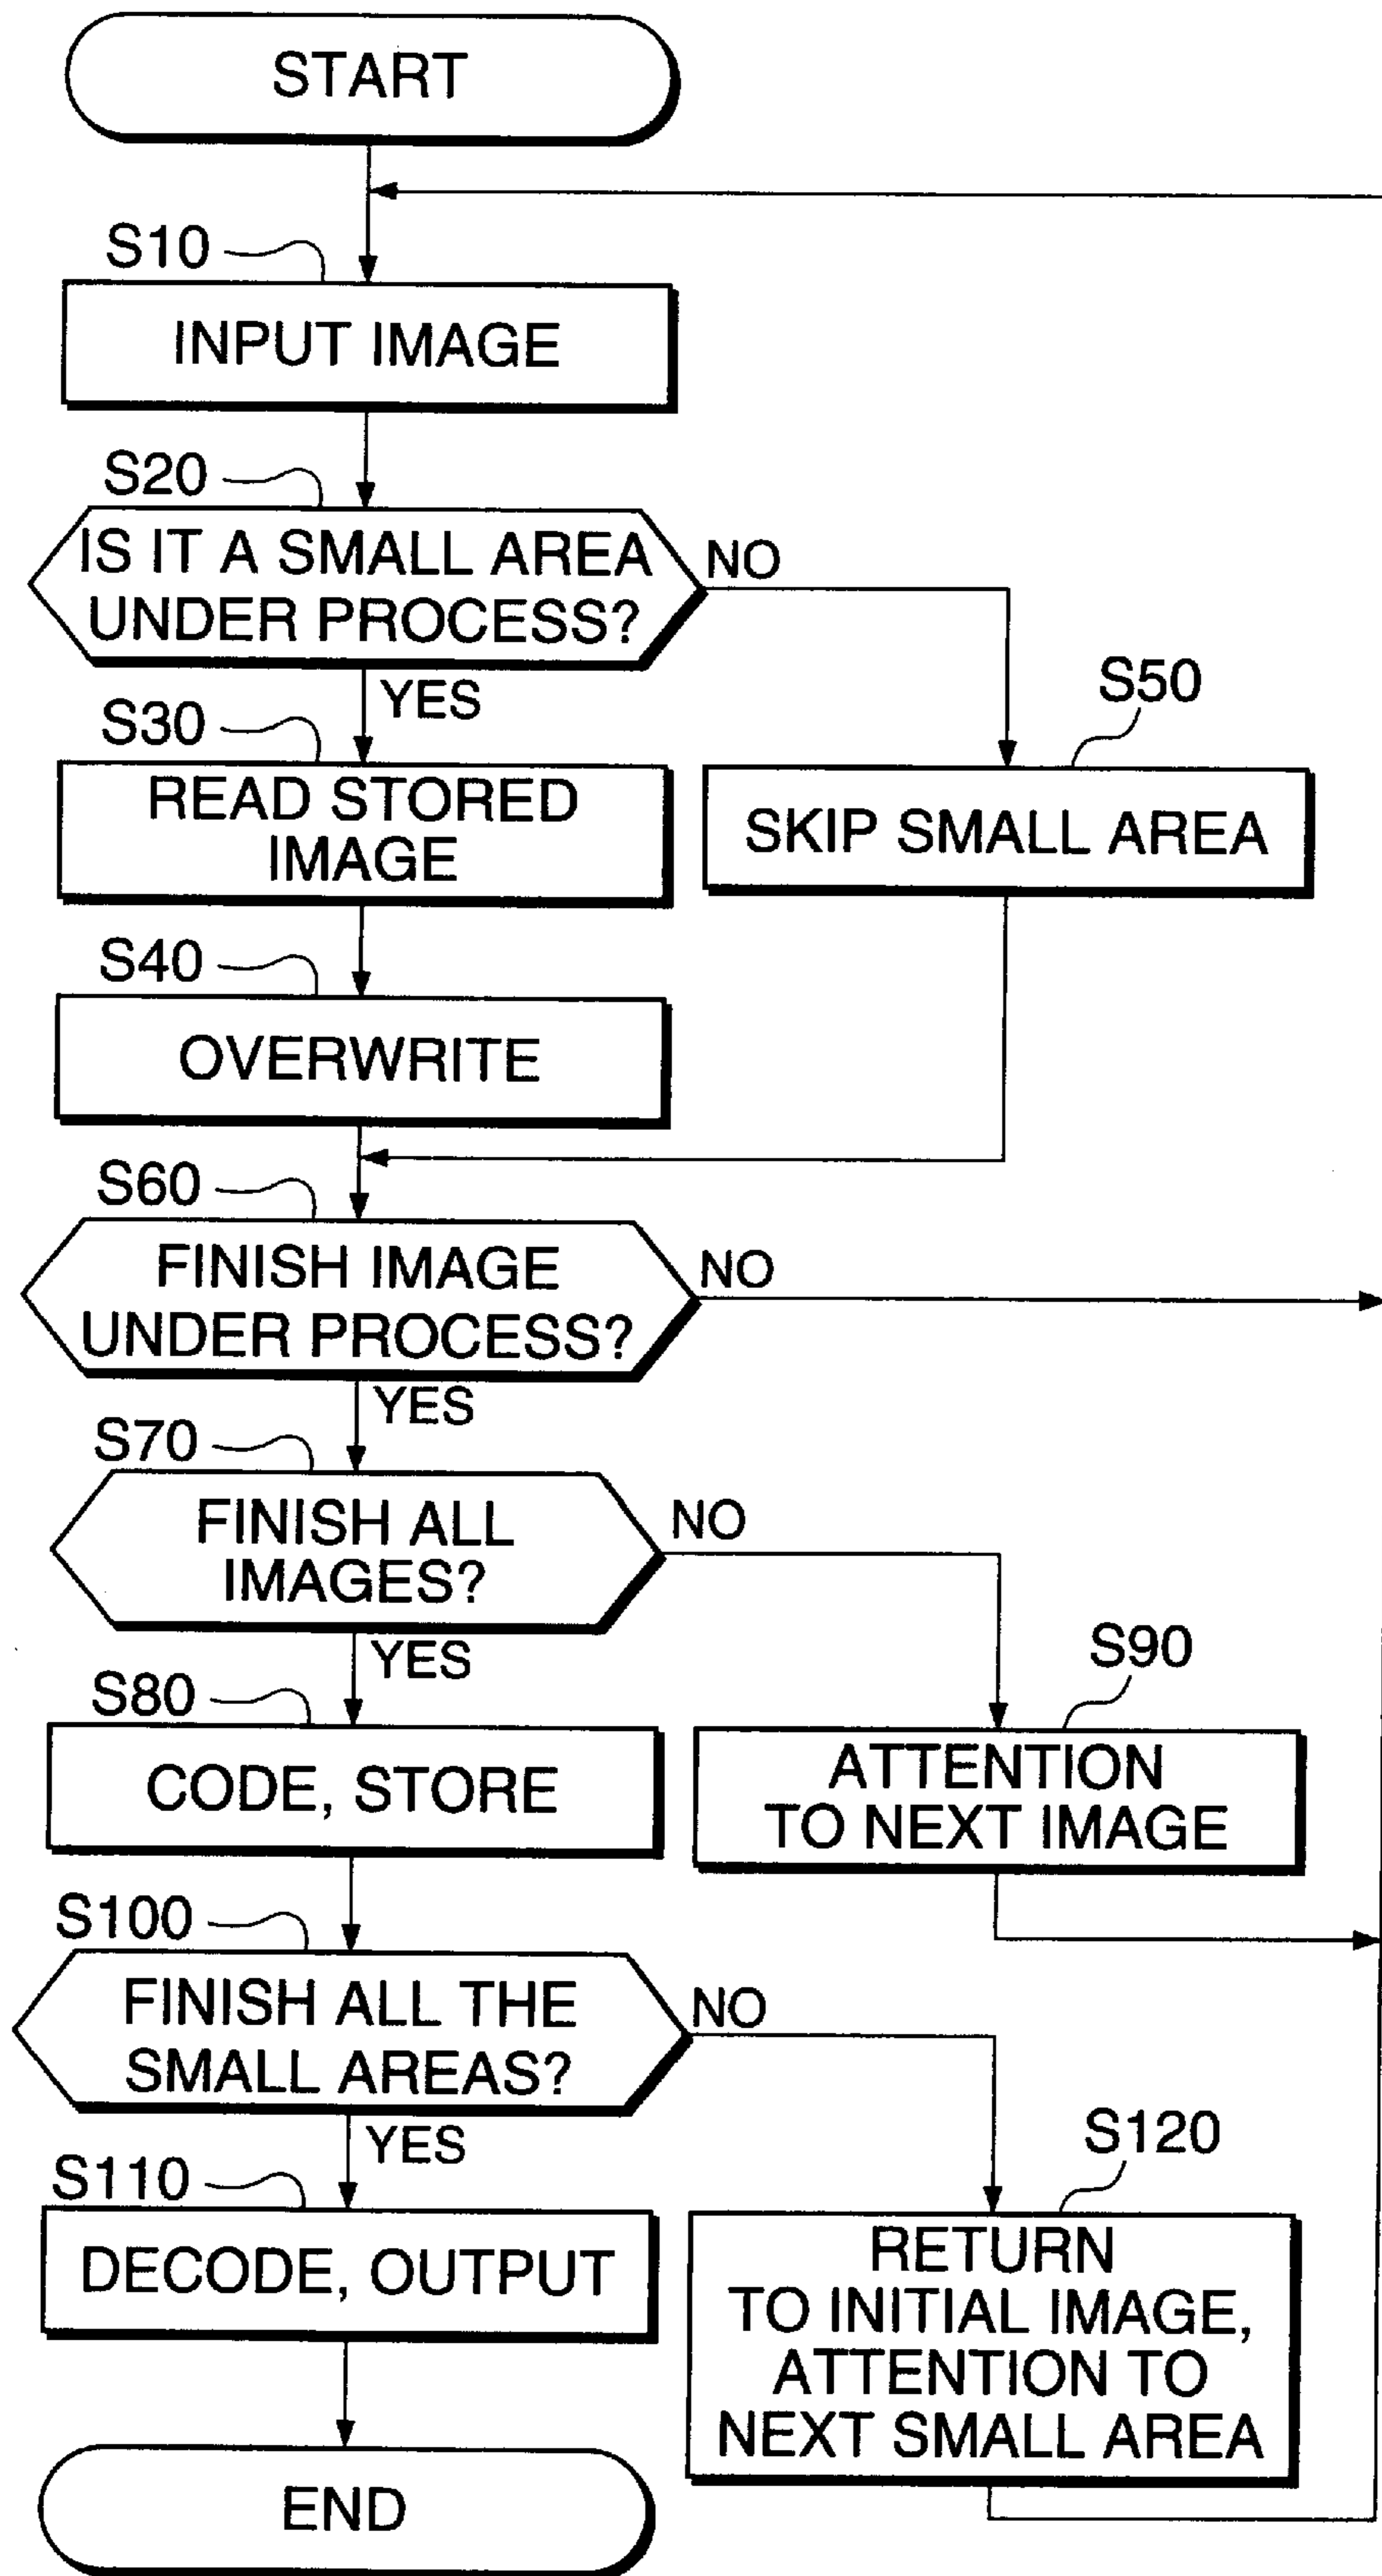 START
S10
INPUT IMAGE
S20
IS IT A SMALL AREA
UNDER PROCESS?
NO
YES
S30
READ STORED
IMAGE
S50
SKIP SMALL AREA
S40
OVERWRITE
S60
FINISH IMAGE
UNDER PROCESS?
NO
YES
S70
FINISH ALL
IMAGES?
NO
YES
S80
CODE, STORE
S90
ATTENTION
TO NEXT IMAGE
S100
FINISH ALL THE
SMALL AREAS?
NO
YES
S110
DECODE, OUTPUT
S120
RETURN
TO INITIAL IMAGE,
ATTENTION TO
NEXT SMALL AREA
END